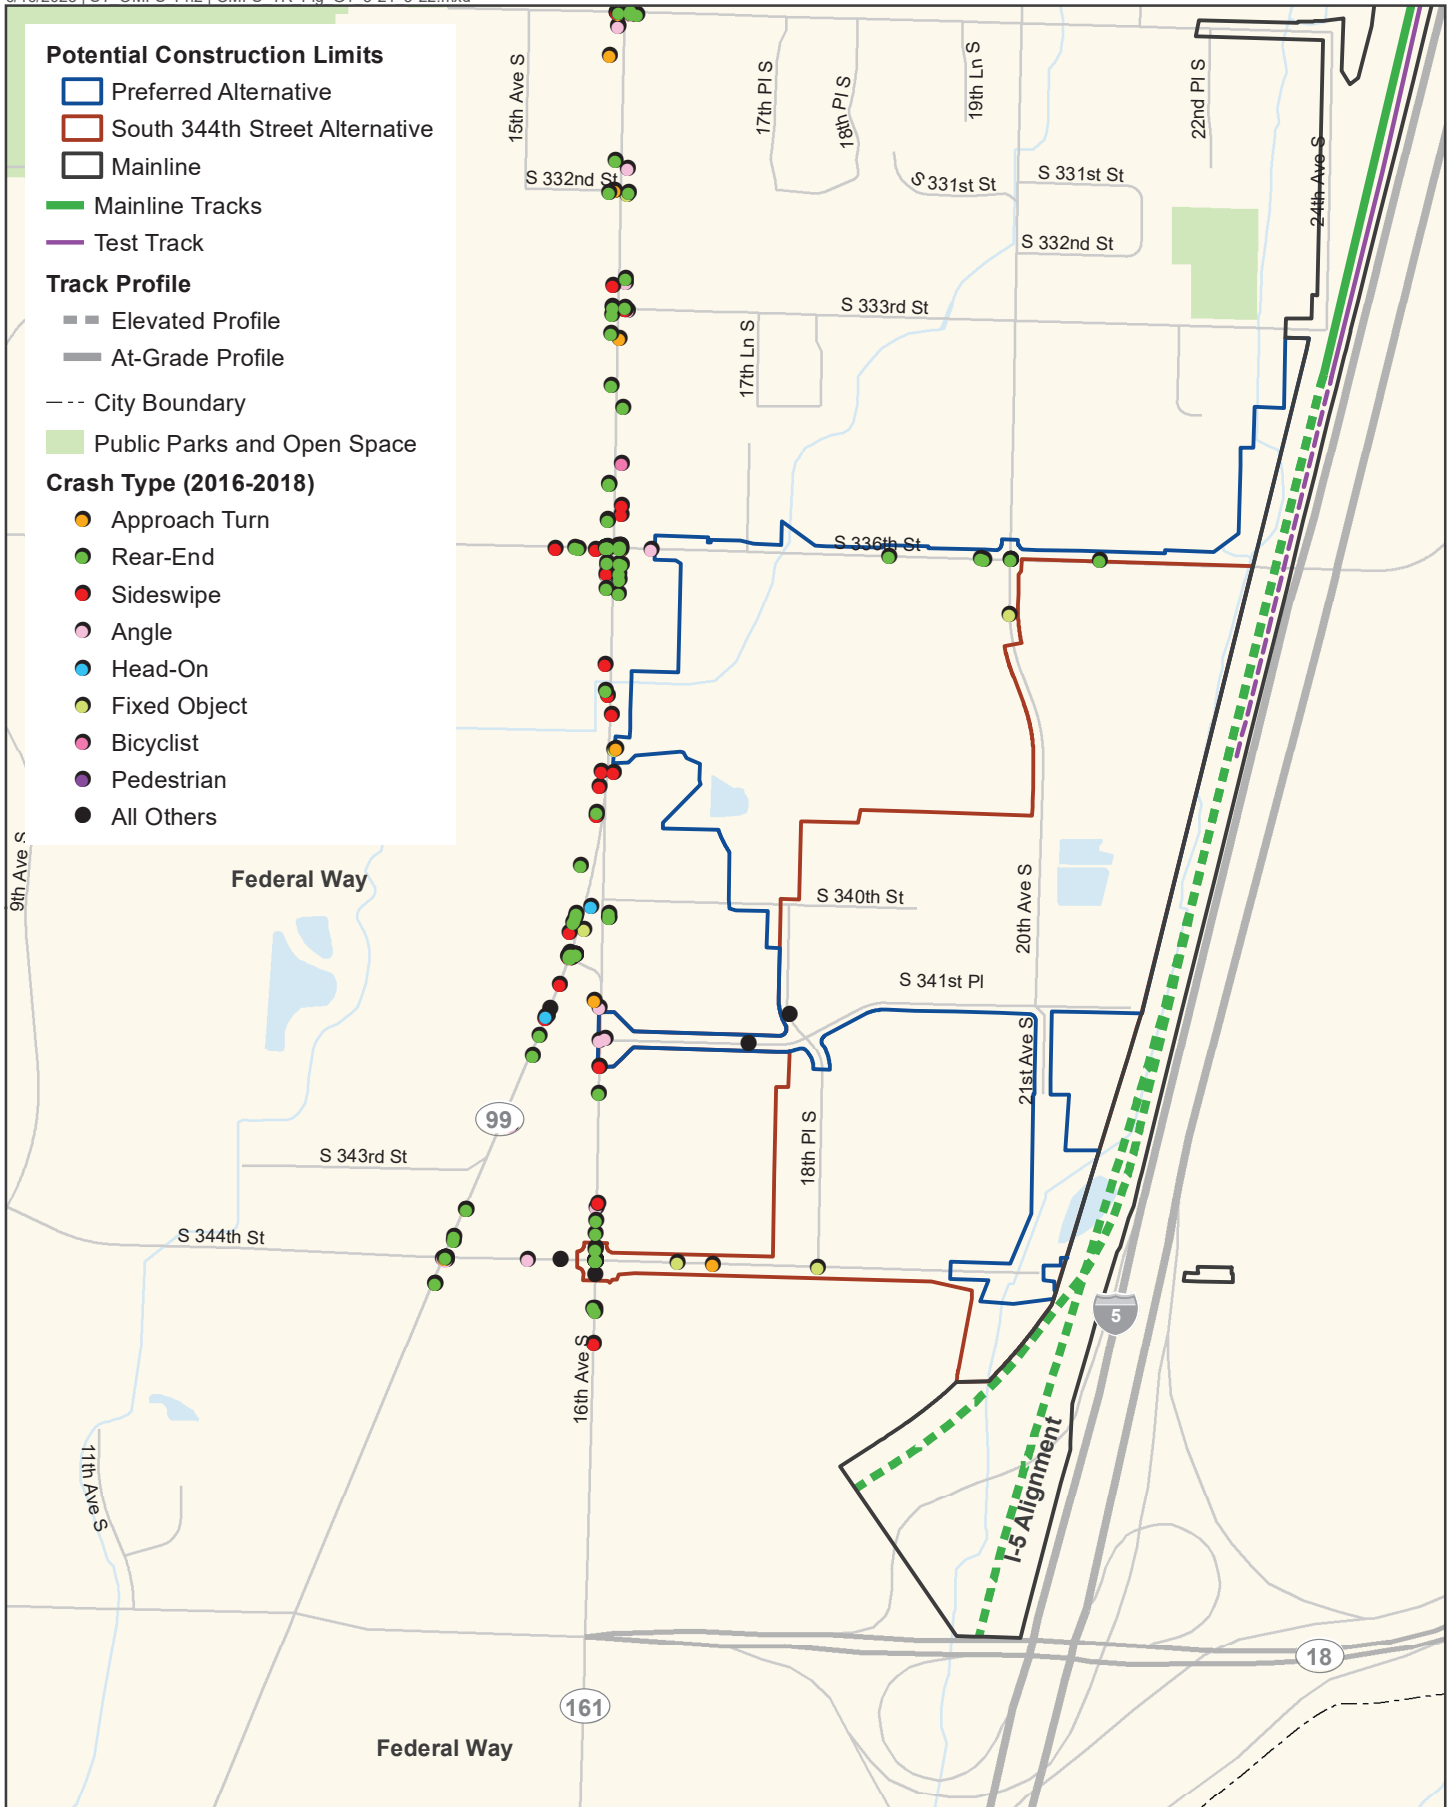 Potential Construction Limits
Preferred Alternative
South 344th Street Alternative
Mainline
Mainline Tracks
Test Track
Track Profile
Elevated Profile
At-Grade Profile
City Boundary
Public Parks and Open Space
Crash Type (2016-2018)
Approach Turn
Rear-End
Sideswipe
Angle
Head-On
Fixed Object
Bicyclist
Pedestrian
All Others
15th Ave S
17th Pl S
18th Pl S
19th Ln S
22nd Pl S
24th Ave S
S 332nd St
S 331st St
S 331st St
S 332nd St
S 333rd St
17th Ln S
S 336th St
9th Ave S
Federal Way
S 340th St
20th Ave S
S 341st Pl
21st Ave S
99
18th Pl S
S 343rd St
S 344th St
5
16th Ave S
11th Ave S
I-5 Alignment
18
161
Federal Way